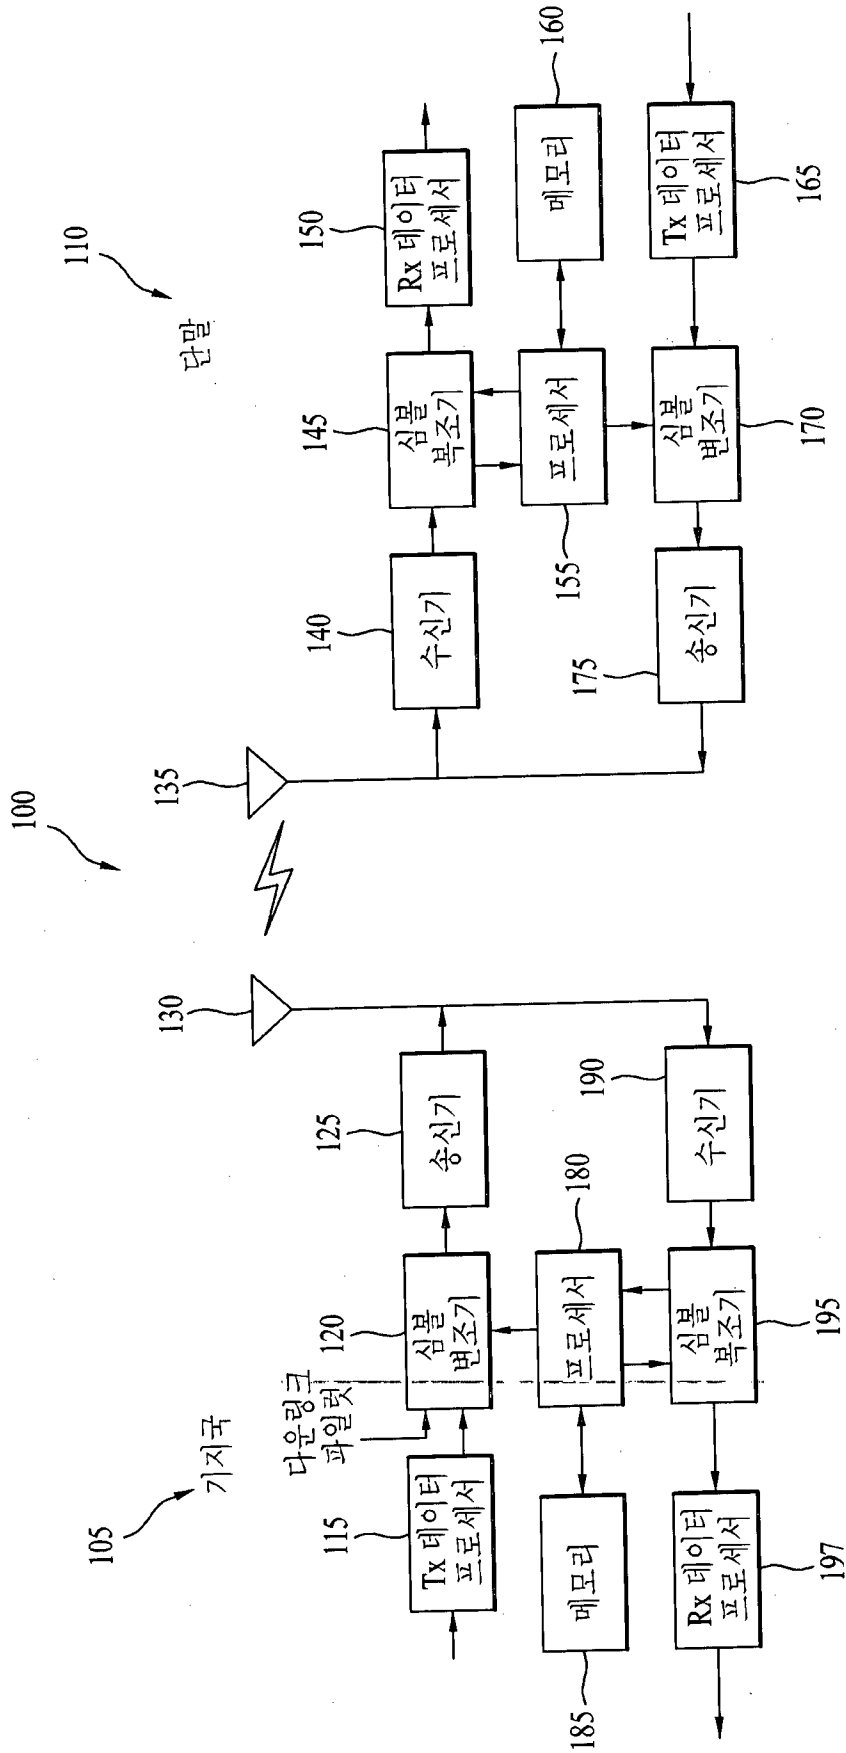 100
105
기지국
110
단말
115
Tx 데이터
프로세서
다운링크
파일럿
120
심볼
변조기
125
송신기
130
135
140
수신기
145
심볼
복조기
150
Rx 데이터
프로세서
185
메모리
180
프로세서
155
프로세서
160
메모리
197
Rx 데이터
프로세서
195
심볼
복조기
190
수신기
175
송신기
170
심볼
변조기
165
Tx 데이터
프로세서